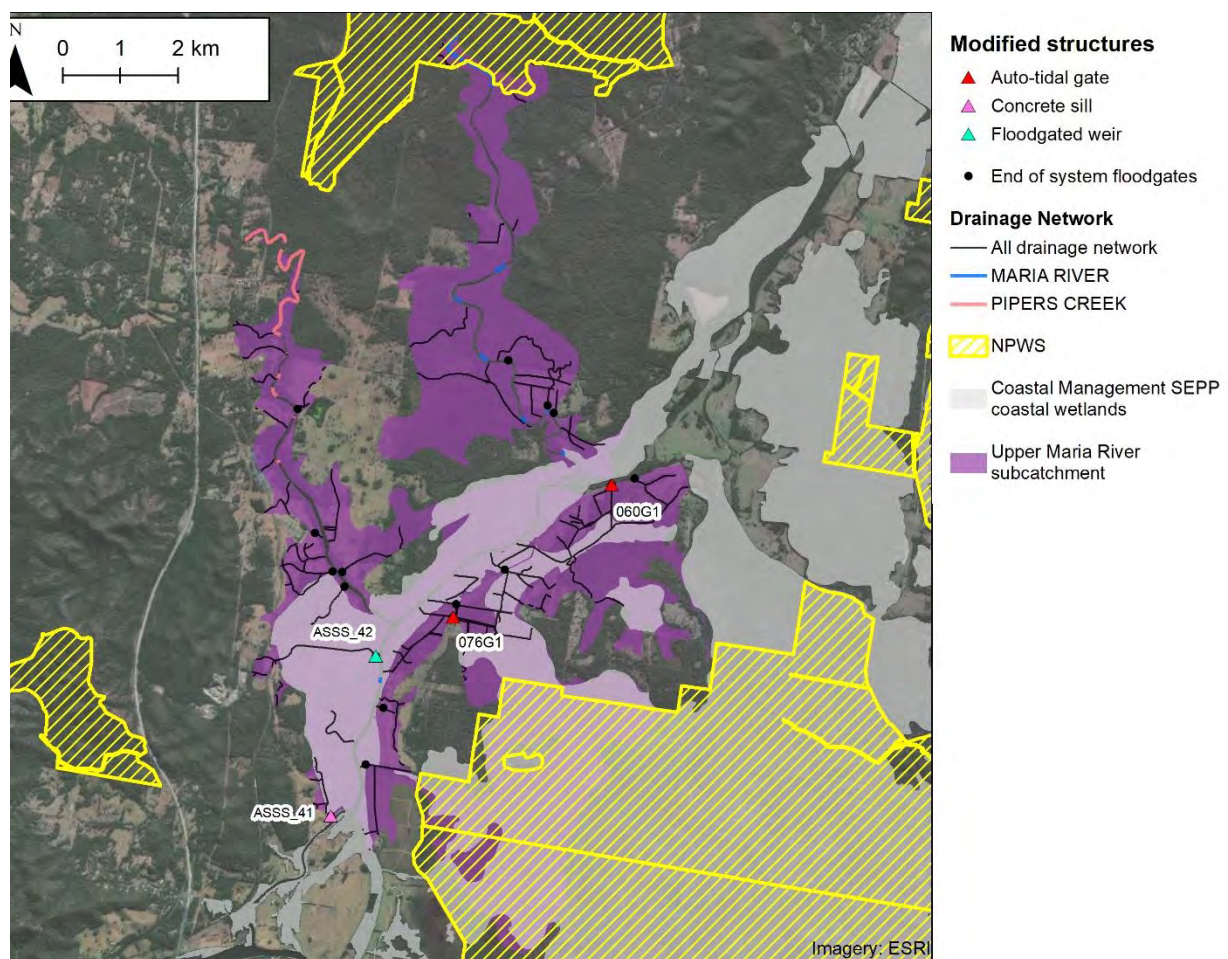 N
0 1 2 km
ASSS_42
060G1
076G1
ASSS_41
Imagery: ESRI
Modified structures
Auto-tidal gate
Concrete sill
Floodgated weir
End of system floodgates
Drainage Network
All drainage network
MARIA RIVER
PIPERS CREEK
NPWS
Coastal Management SEPP
coastal wetlands
Upper Maria River
subcatchment